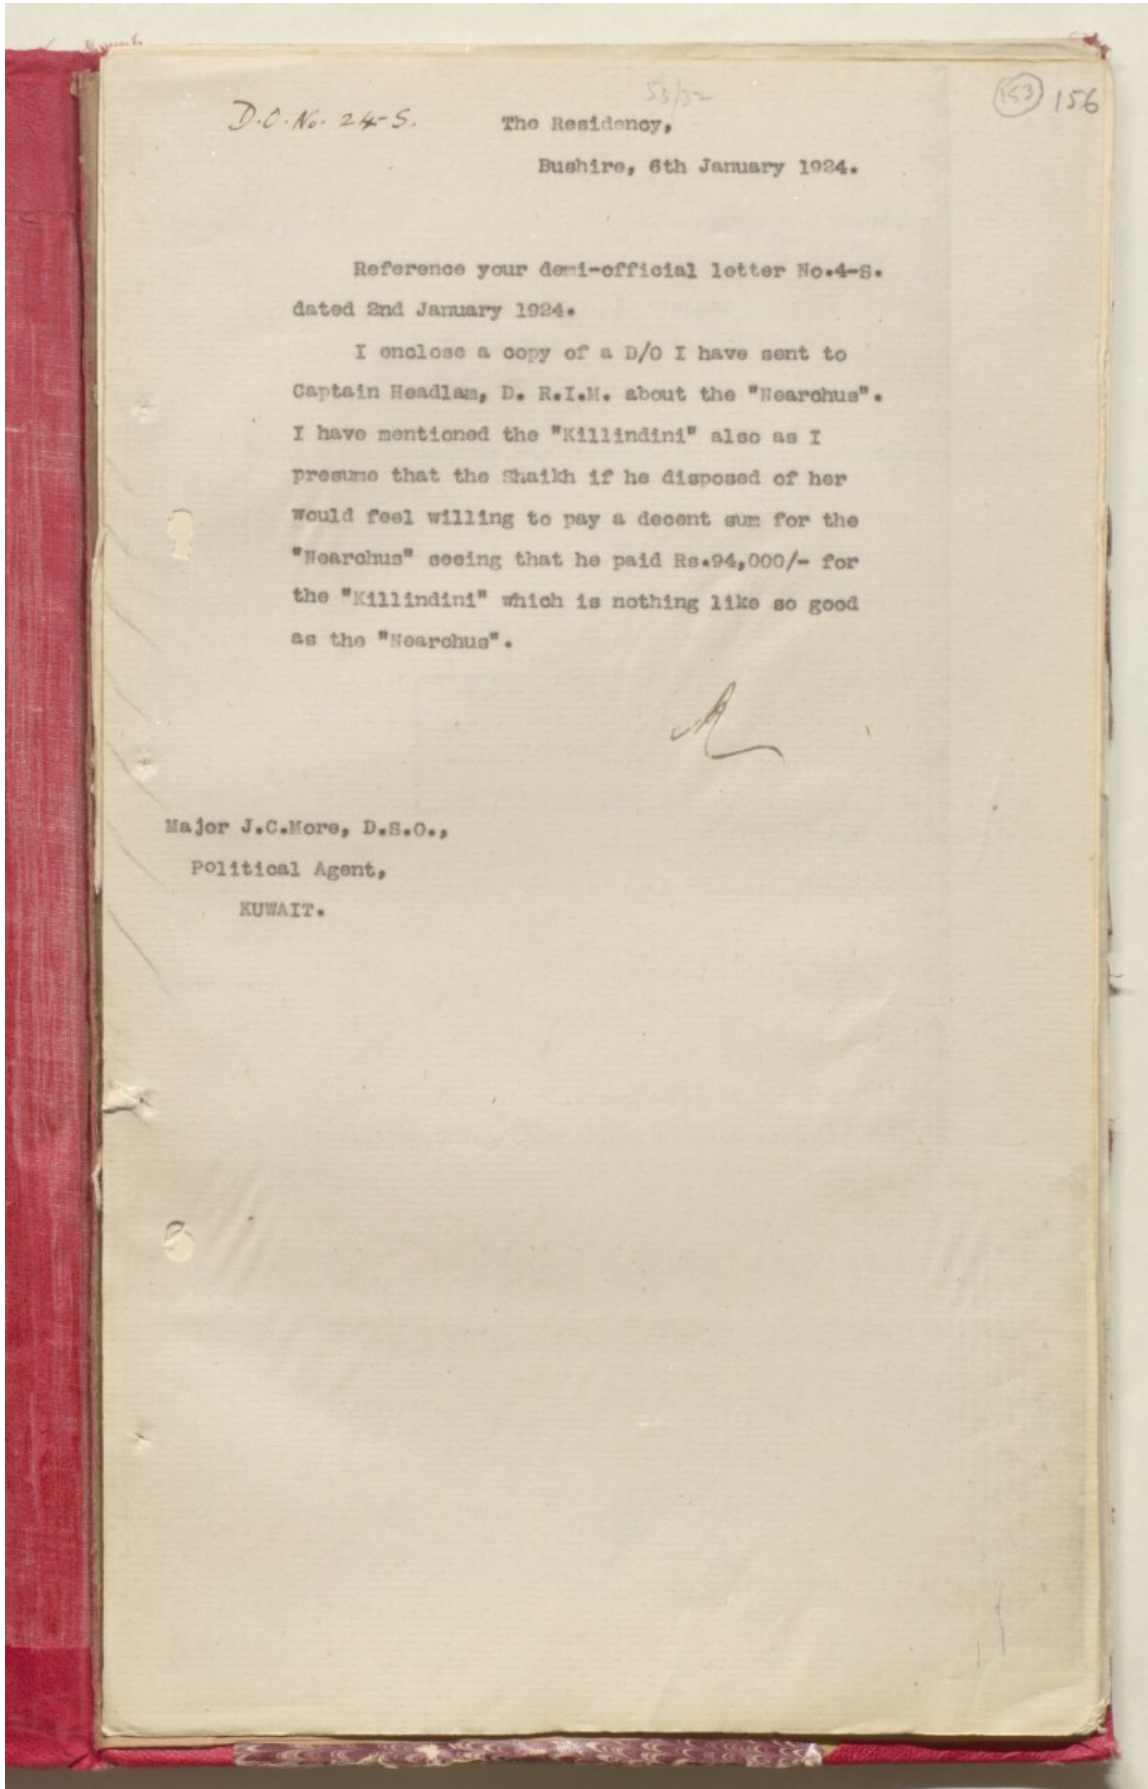 53/32
153 156
D.O. No. 24-S.
The Residency,
Bushire, 6th January 1924.
Reference your demi-official letter No.4-S.
dated 2nd January 1924.
I enclose a copy of a D/O I have sent to
Captain Headlam, D. R.I.M. about the "Nearchus".
I have mentioned the "Killindini" also as I
presume that the Shaikh if he disposed of her
would feel willing to pay a decent sum for the
"Nearchus" seeing that he paid Rs.94,000/- for
the "Killindini" which is nothing like so good
as the "Nearchus".
Major J.C.More, D.S.O.,
Political Agent,
KUWAIT.